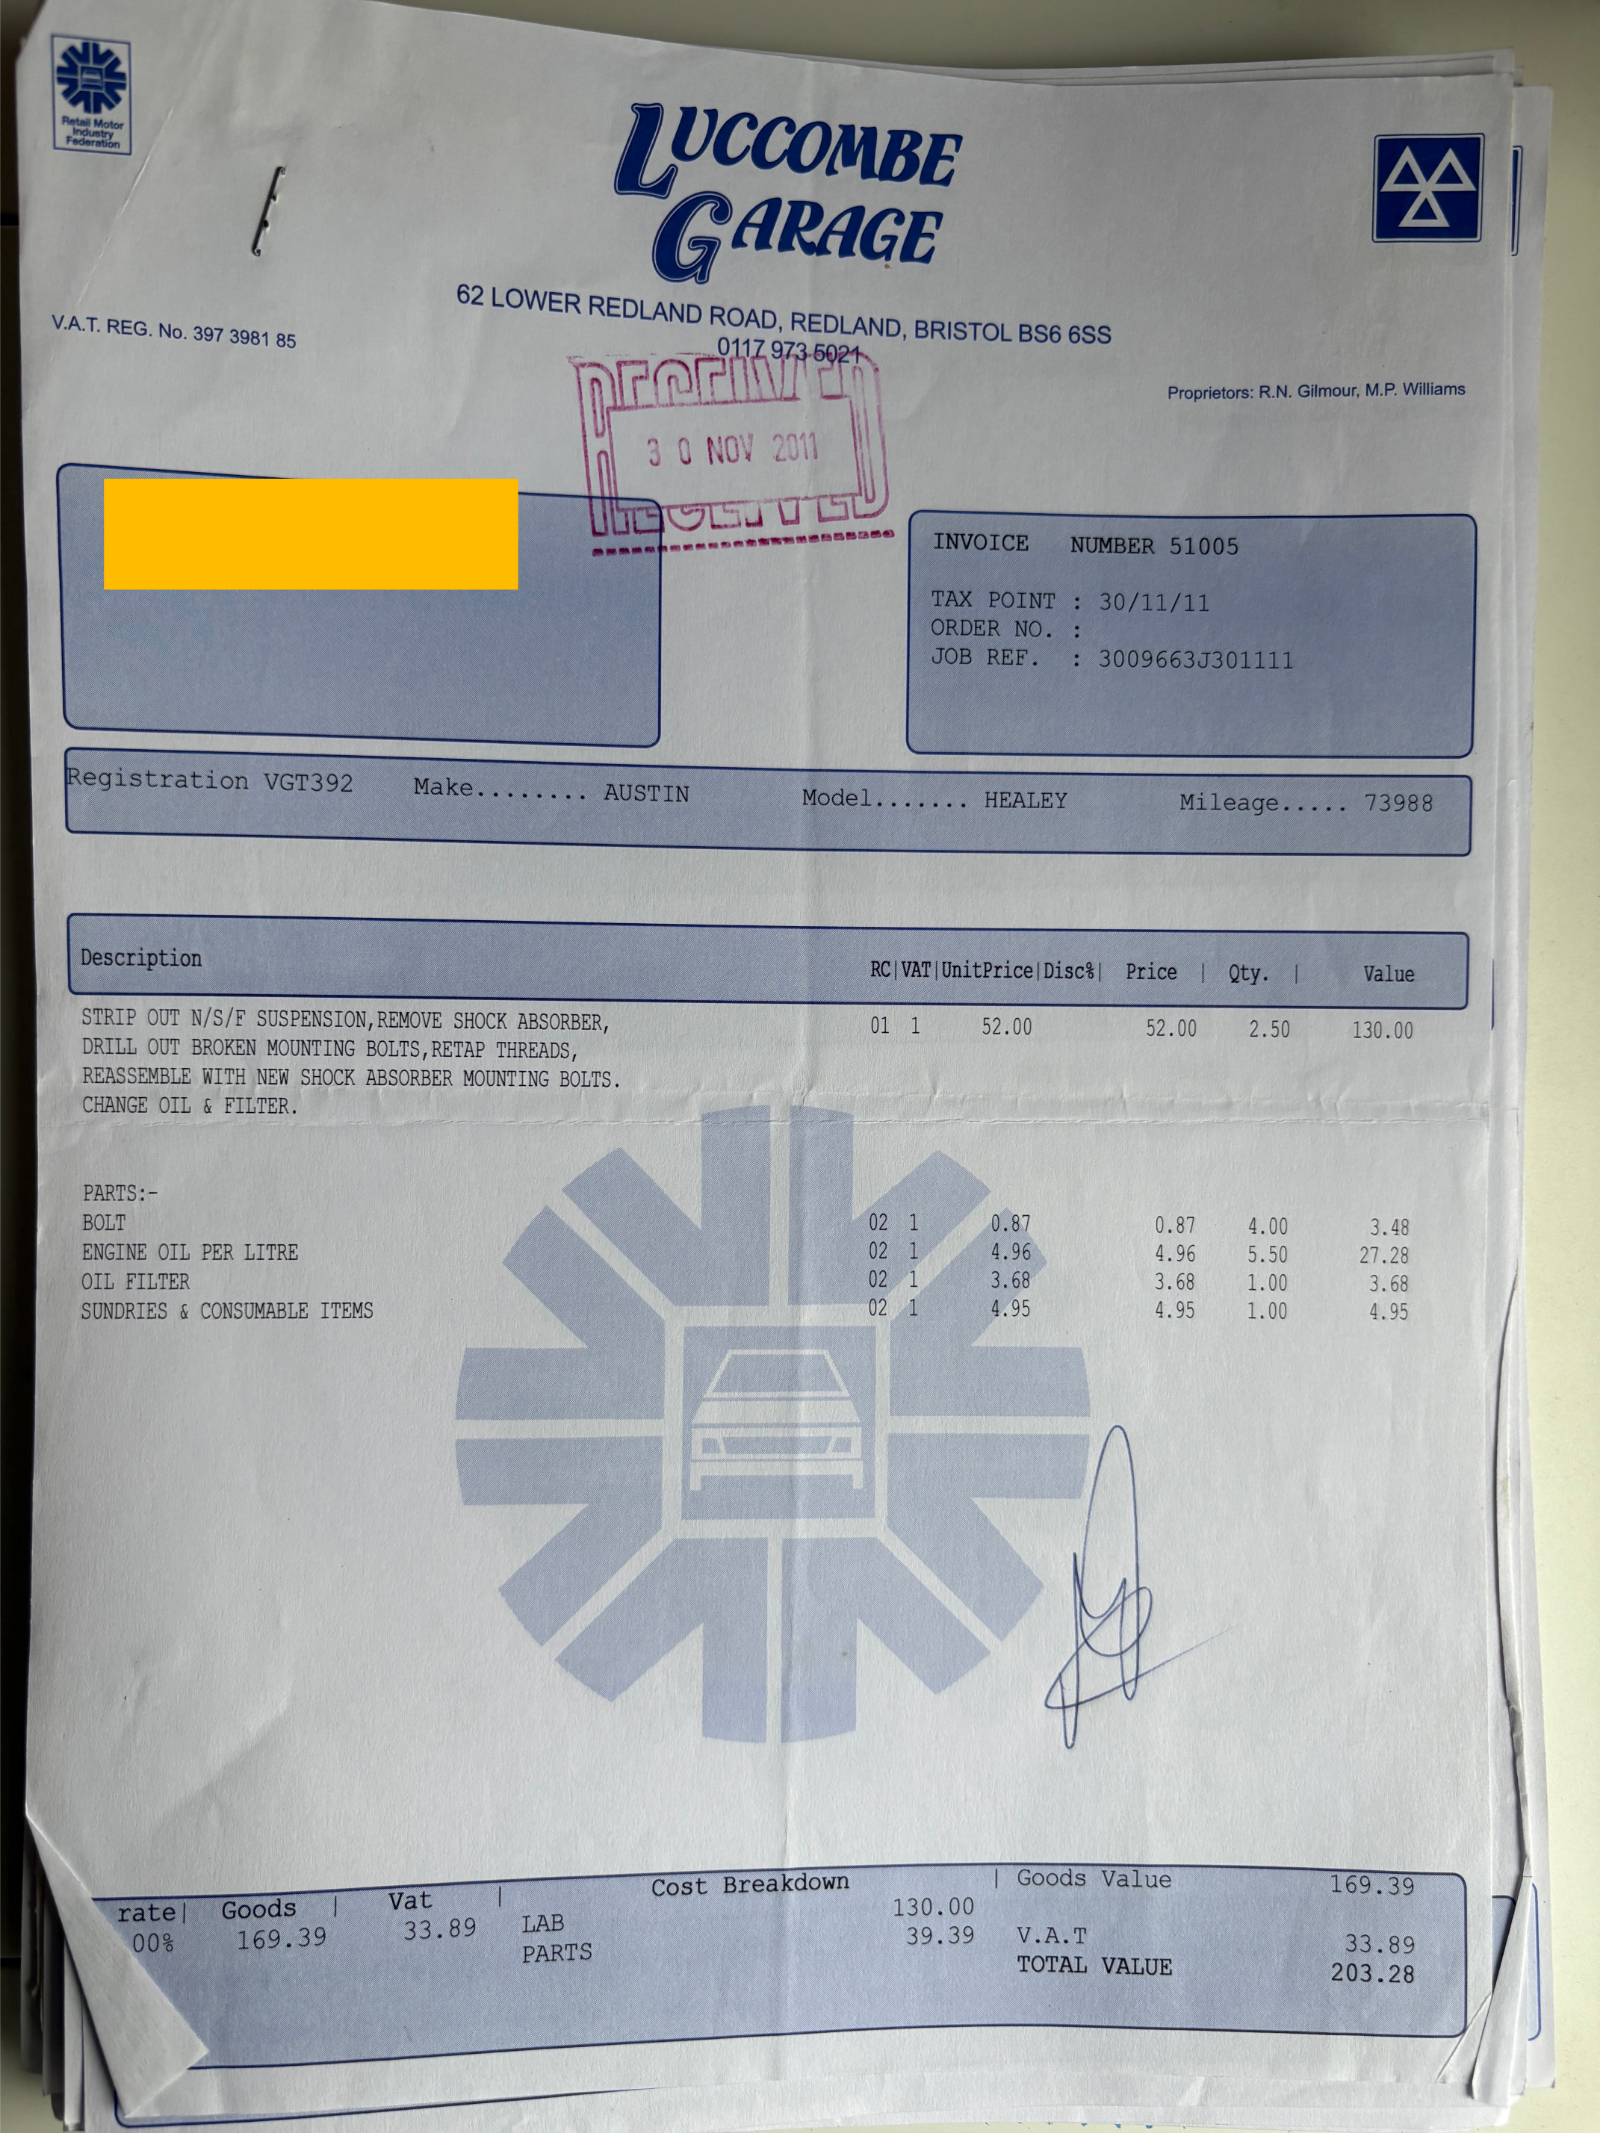 Retail Motor
Industry
Federation
LUCCOMBE
GARAGE
62 LOWER REDLAND ROAD, REDLAND, BRISTOL BS6 6SS
0117 973 5021
V.A.T. REG. No. 397 3981 85
Proprietors: R.N. Gilmour, M.P. Williams
RECEIVED
30 NOV 2011
RECEIVED
INVOICE NUMBER 51005
TAX POINT : 30/11/11
ORDER NO. :
JOB REF. : 3009663J301111
Registration VGT392 Make........ AUSTIN Model....... HEALEY Mileage..... 73988
Description RC|VAT|UnitPrice|Disc%| Price | Qty. | Value
STRIP OUT N/S/F SUSPENSION,REMOVE SHOCK ABSORBER, 01 1 52.00 52.00 2.50 130.00
DRILL OUT BROKEN MOUNTING BOLTS,RETAP THREADS,
REASSEMBLE WITH NEW SHOCK ABSORBER MOUNTING BOLTS.
CHANGE OIL & FILTER.
PARTS:-
BOLT 02 1 0.87 0.87 4.00 3.48
ENGINE OIL PER LITRE 02 1 4.96 4.96 5.50 27.28
OIL FILTER 02 1 3.68 3.68 1.00 3.68
SUNDRIES & CONSUMABLE ITEMS 02 1 4.95 4.95 1.00 4.95
rate| Goods | Vat | Cost Breakdown | Goods Value 169.39
00% 169.39 33.89 LAB 130.00
PARTS 39.39 V.A.T 33.89
TOTAL VALUE 203.28